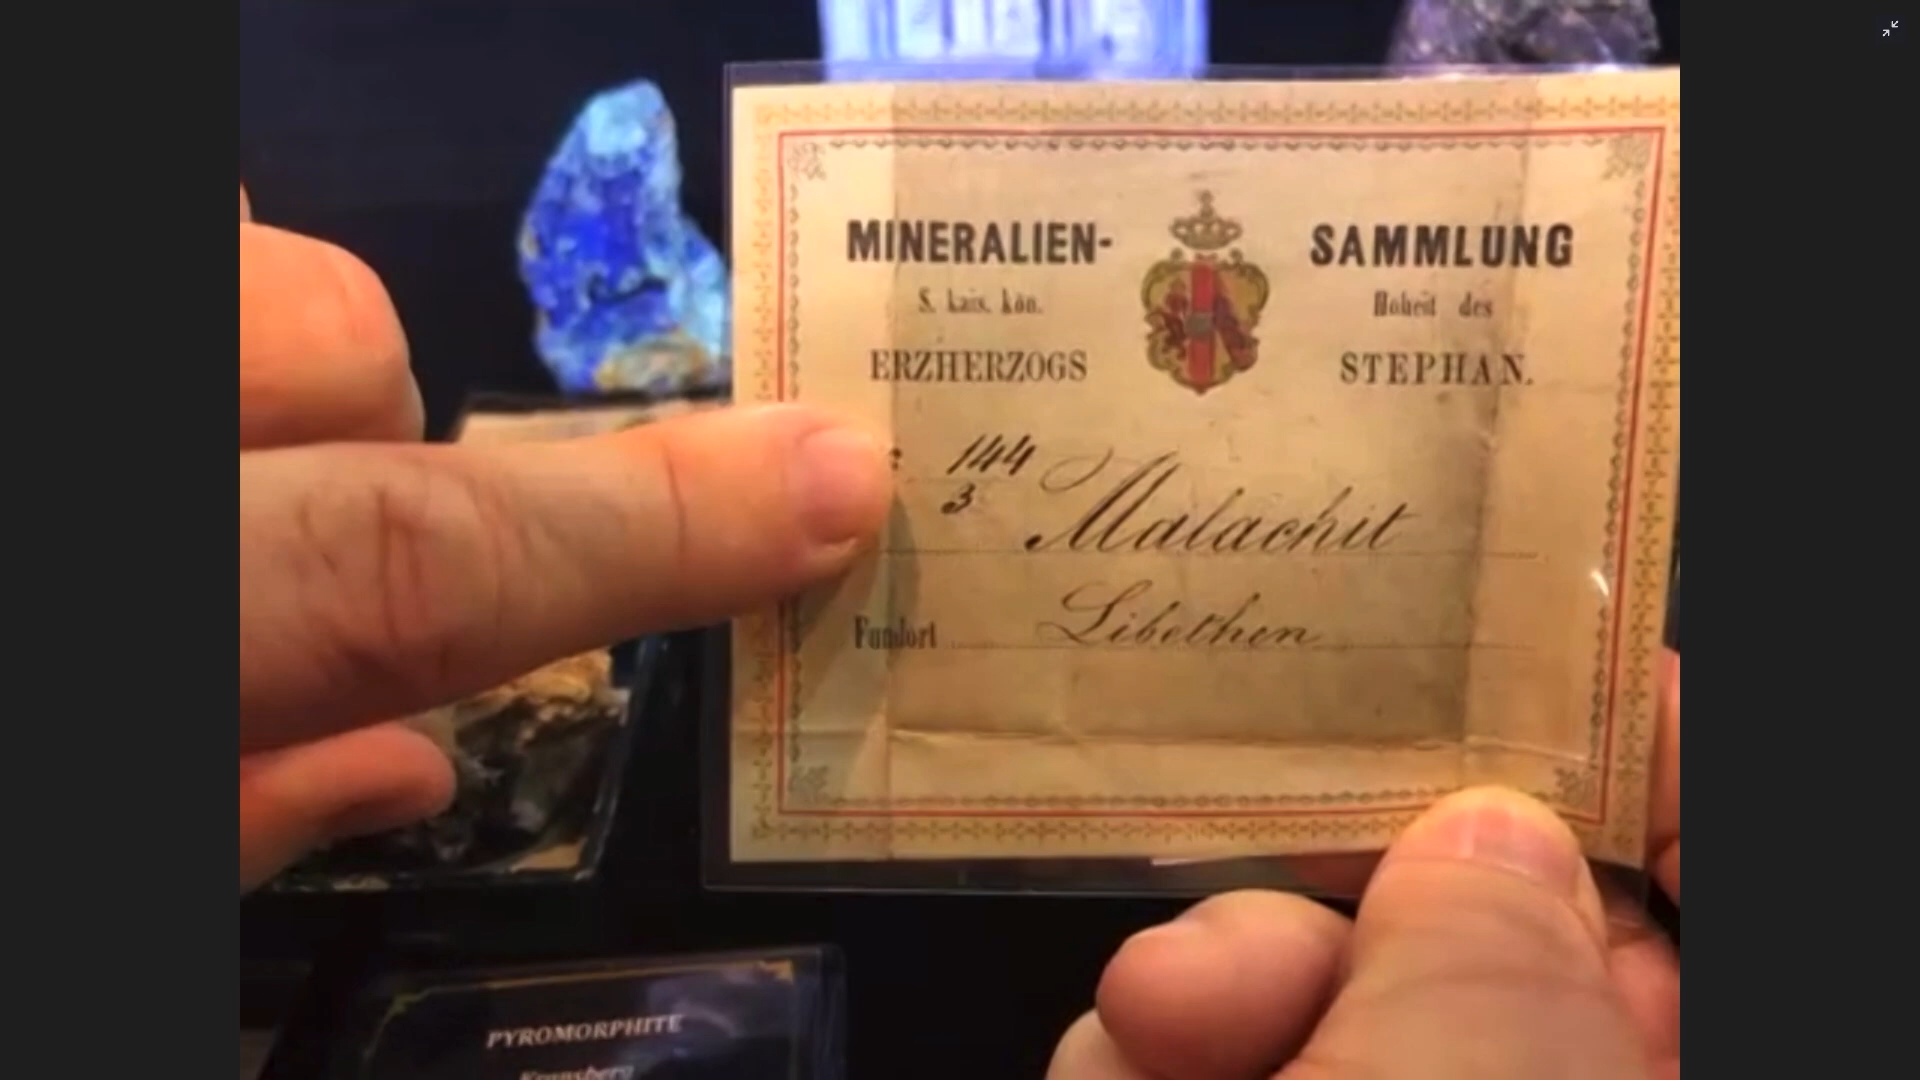 MINERALIEN- SAMMLUNG
S. kais. kön. Hoheit des
ERZHERZOGS STEPHAN.
144
3
Malachit
Fundort Libethen
PYROMORPHITE